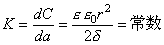 K = dC/da = εε₀r²/2δ = 常数